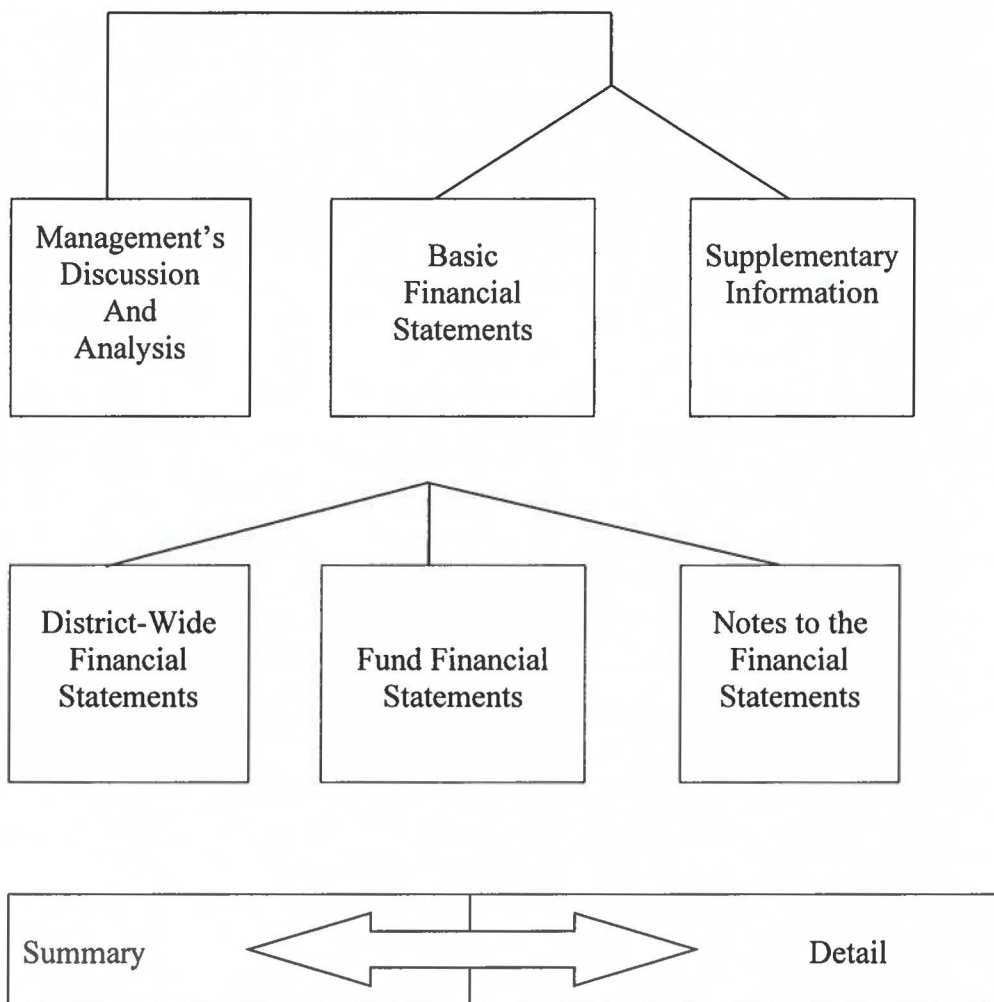 Management's
Discussion
And
Analysis
Basic
Financial
Statements
Supplementary
Information
District-Wide
Financial
Statements
Fund Financial
Statements
Notes to the
Financial
Statements
Summary
Detail